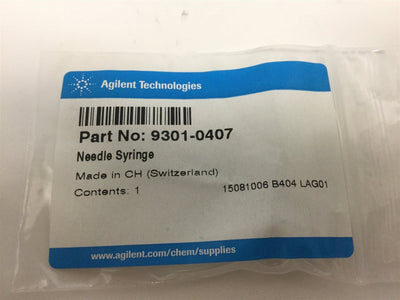 Agilent Technologies
Part No: 9301-0407
Needle Syringe
Made in CH (Switzerland)
Contents: 1
15081006 B404 LAG01
www.agilent.com/chem/supplies